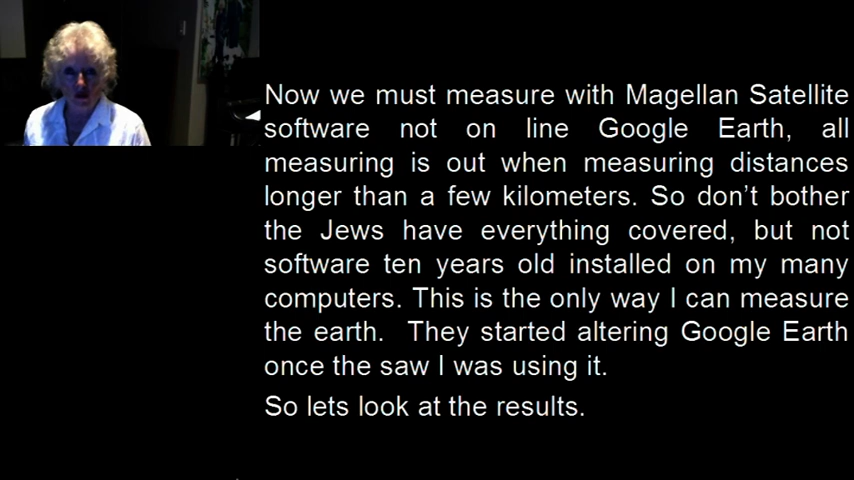 Now we must measure with Magellan Satellite
software not on line Google Earth, all
measuring is out when measuring distances
longer than a few kilometers. So don't bother
the Jews have everything covered, but not
software ten years old installed on my many
computers. This is the only way I can measure
the earth. They started altering Google Earth
once the saw I was using it.
So lets look at the results.